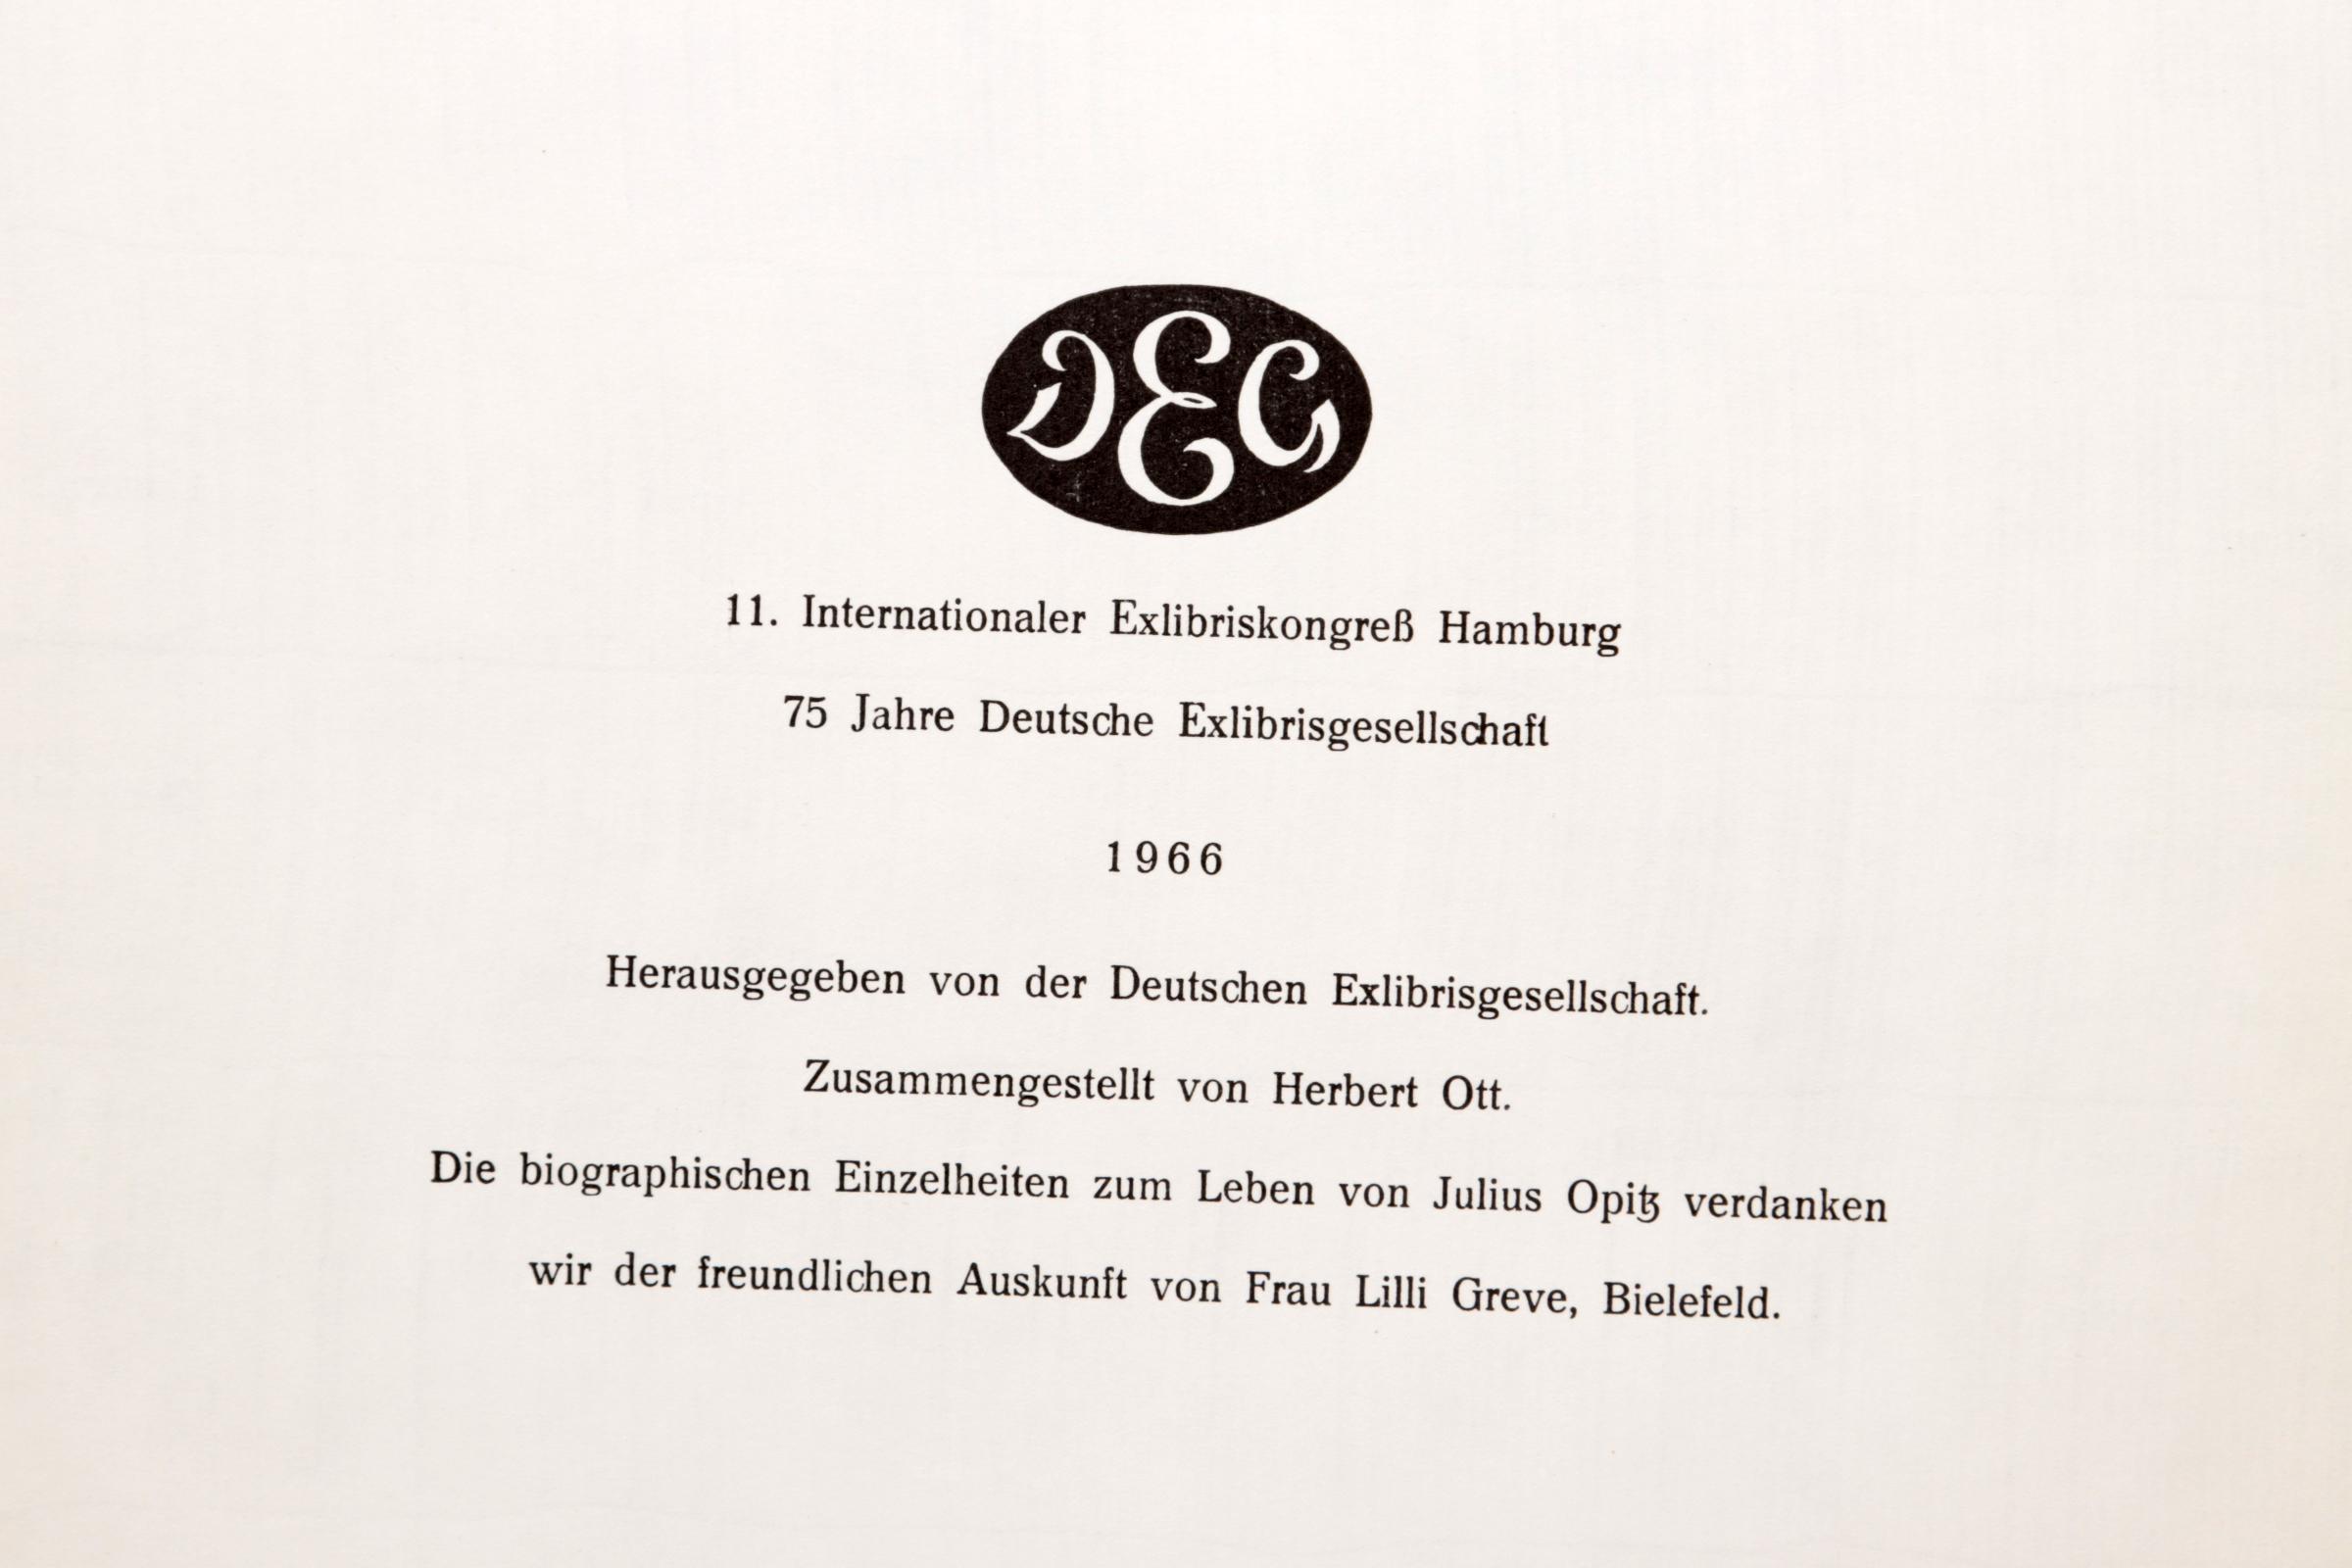 DEG
11. Internationaler Exlibriskongreß Hamburg
75 Jahre Deutsche Exlibrisgesellschaft
1966
Herausgegeben von der Deutschen Exlibrisgesellschaft.
Zusammengestellt von Herbert Ott.
Die biographischen Einzelheiten zum Leben von Julius Opitz verdanken
wir der freundlichen Auskunft von Frau Lilli Greve, Bielefeld.